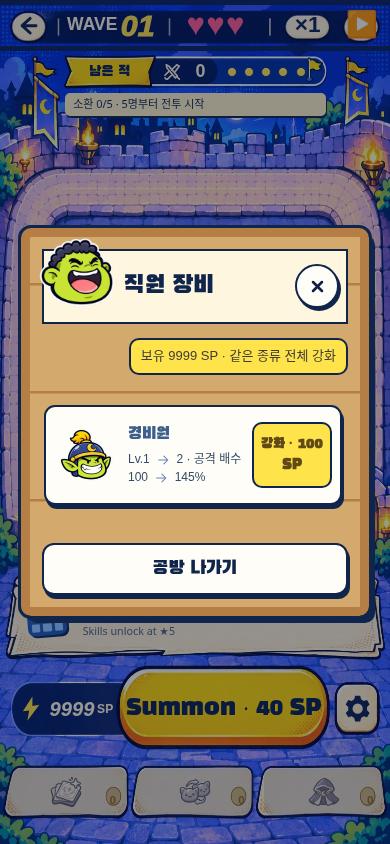 WAVE 01
×1
남은 적
0
소환 0/5 · 5명부터 전투 시작
직원 장비
보유 9999 SP · 같은 종류 전체 강화
경비원
Lv.1 → 2 · 공격 배수
100 → 145%
강화 · 100
SP
공방 나가기
Skills unlock at ★5
9999 SP
Summon · 40 SP
0
0
0